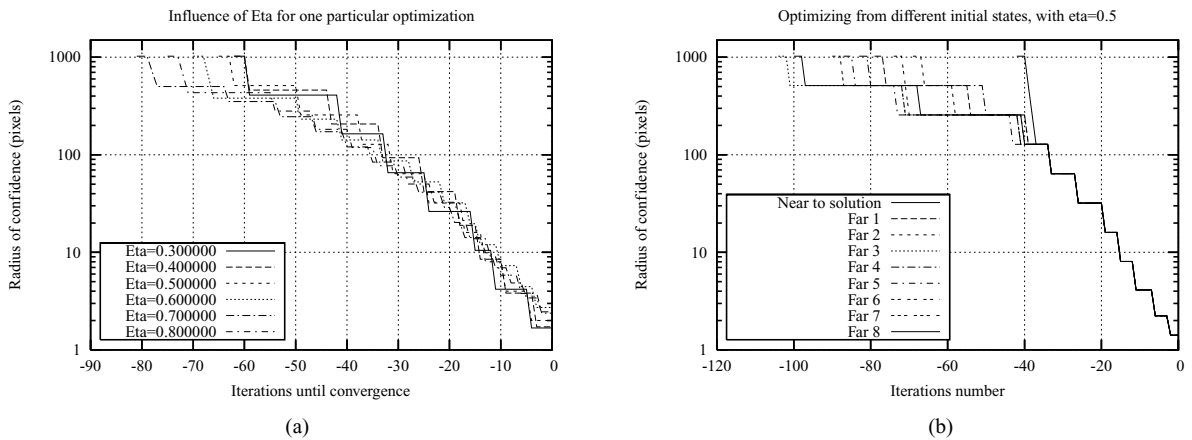 Influence of Eta for one particular optimization
Radius of confidence (pixels)
1000
100
10
1
Eta=0.300000
Eta=0.400000
Eta=0.500000
Eta=0.600000
Eta=0.700000
Eta=0.800000
-90 -80 -70 -60 -50 -40 -30 -20 -10 0
Iterations until convergence
(a)
Optimizing from different initial states, with eta=0.5
Radius of confidence (pixels)
1000
100
10
1
Near to solution
Far 1
Far 2
Far 3
Far 4
Far 5
Far 6
Far 7
Far 8
-120 -100 -80 -60 -40 -20 0
Iterations number
(b)